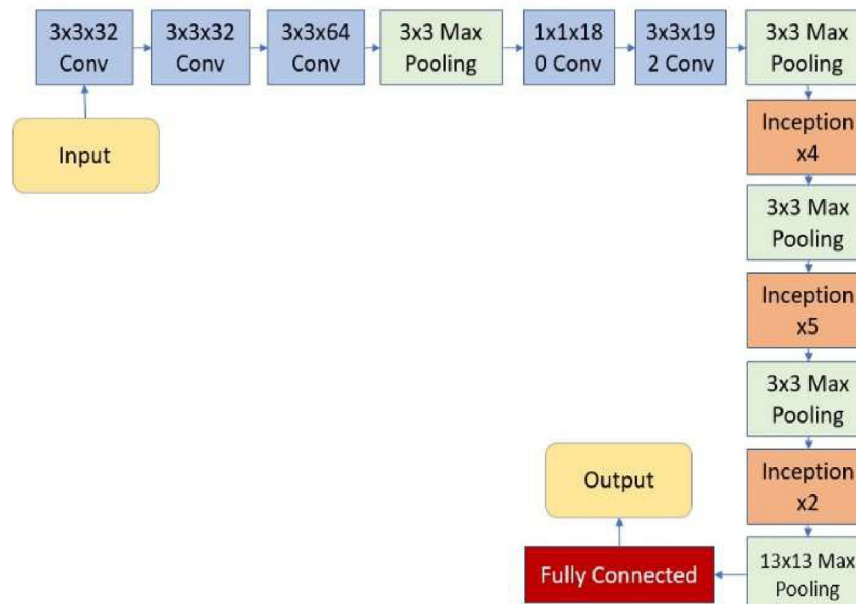 3x3x32
Conv
3x3x32
Conv
3x3x64
Conv
3x3 Max
Pooling
1x1x18
0 Conv
3x3x19
2 Conv
3x3 Max
Pooling
Input
Inception
x4
3x3 Max
Pooling
Inception
x5
3x3 Max
Pooling
Inception
x2
13x13 Max
Pooling
Fully Connected
Output